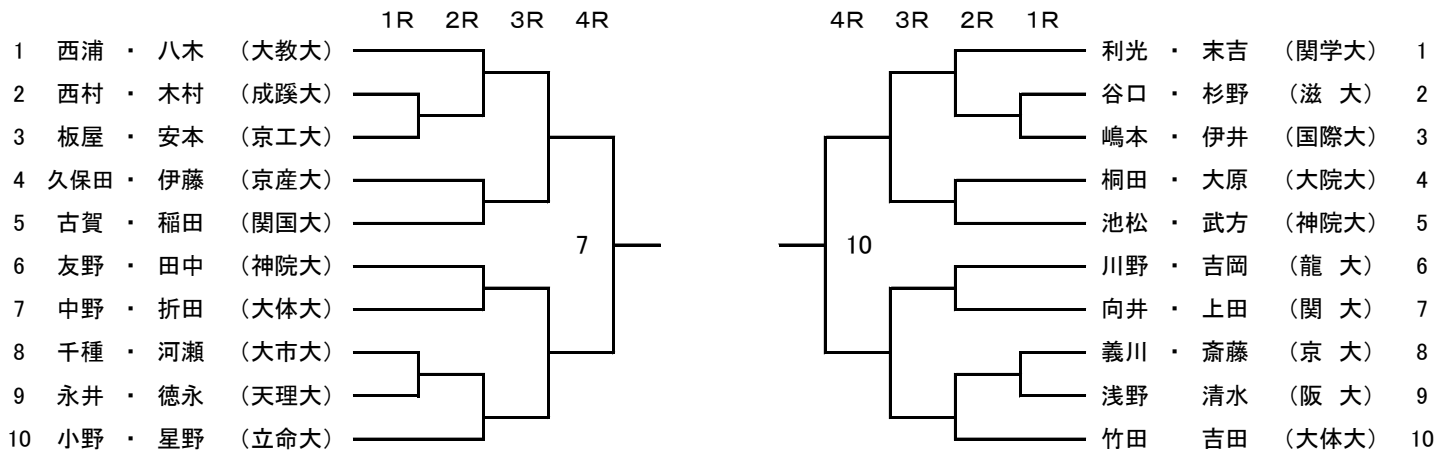 1R 2R 3R 4R
1 西浦 ・ 八木 （大教大）
2 西村 ・ 木村 （成蹊大）
3 板屋 ・ 安本 （京工大）
4 久保田 ・ 伊藤 （京産大）
5 古賀 ・ 稲田 （関国大）
6 友野 ・ 田中 （神院大）
7 中野 ・ 折田 （大体大）
8 千種 ・ 河瀬 （大市大）
9 永井 ・ 徳永 （天理大）
10 小野 ・ 星野 （立命大）
7
4R 3R 2R 1R
利光 ・ 末吉 （関学大） 1
谷口 ・ 杉野 （滋 大） 2
嶋本 ・ 伊井 （国際大） 3
桐田 ・ 大原 （大院大） 4
池松 ・ 武方 （神院大） 5
川野 ・ 吉岡 （龍 大） 6
向井 ・ 上田 （関 大） 7
義川 ・ 斎藤 （京 大） 8
浅野 清水 （阪 大） 9
竹田 吉田 （大体大） 10
10